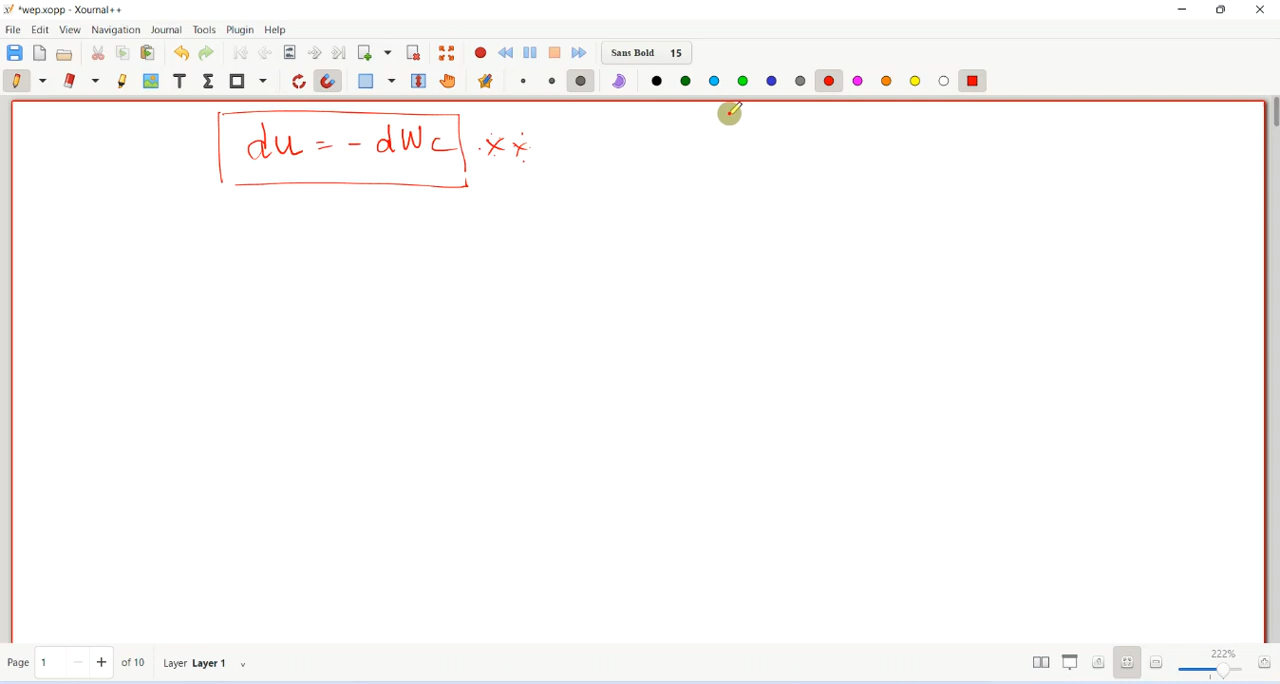 *wep.xopp - Xournal++
File Edit View Navigation Journal Tools Plugin Help
Sans Bold 15
du = - dWc
Page 1 of 10 Layer Layer 1 222%